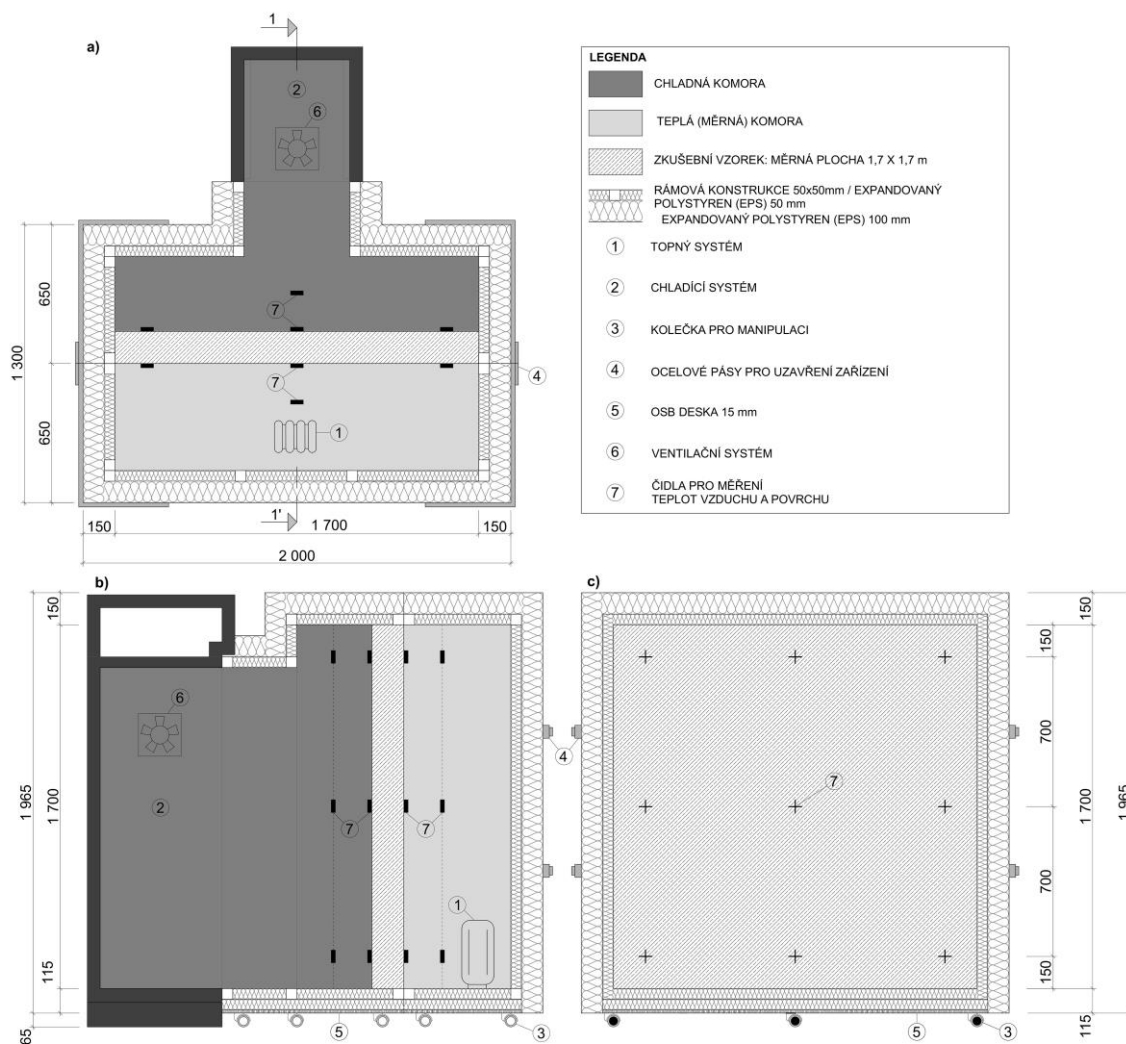 a)
1
2
6
7
7
4
1
1'
1 300
650
650
150
1 700
150
2 000
LEGENDA
CHLADNÁ KOMORA
TEPLÁ (MĚRNÁ) KOMORA
ZKUŠEBNÍ VZOREK: MĚRNÁ PLOCHA 1,7 X 1,7 m
RÁMOVÁ KONSTRUKCE 50x50mm / EXPANDOVANÝ
POLYSTYREN (EPS) 50 mm
EXPANDOVANÝ POLYSTYREN (EPS) 100 mm
1 TOPNÝ SYSTÉM
2 CHLADÍCÍ SYSTÉM
3 KOLEČKA PRO MANIPULACI
4 OCELOVÉ PÁSY PRO UZAVŘENÍ ZAŘÍZENÍ
5 OSB DESKA 15 mm
6 VENTILAČNÍ SYSTÉM
7 ČIDLA PRO MĚŘENÍ
TEPLOT VZDUCHU A POVRCHU
b)
150
1 965
1 700
115
65
6
2
7
7
4
1
5
3
c)
7
5
3
150
700
700
150
150
1 700
115
1 965